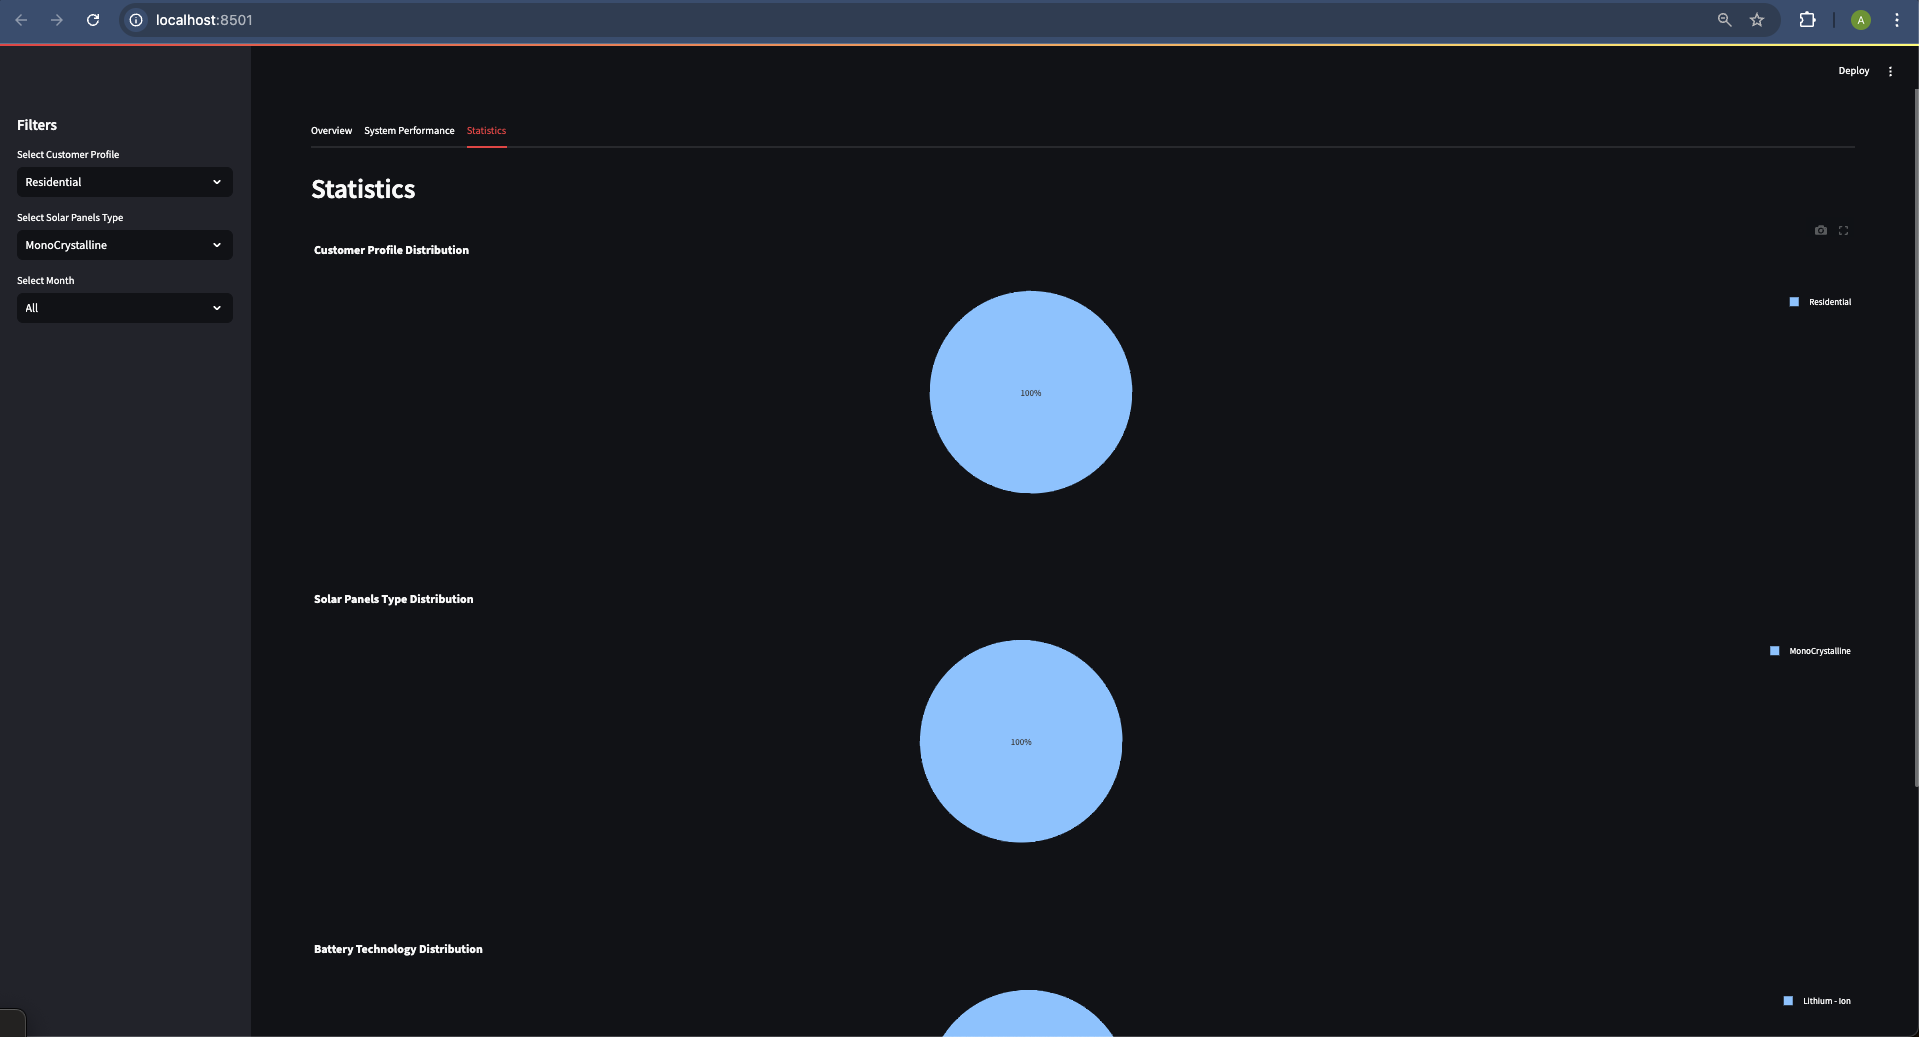 localhost:8501
A
Deploy
Filters
Select Customer Profile
Residential
Select Solar Panels Type
MonoCrystalline
Select Month
All
Overview System Performance Statistics
Statistics
Customer Profile Distribution
Residential
100%
Solar Panels Type Distribution
MonoCrystalline
100%
Battery Technology Distribution
Lithium - Ion